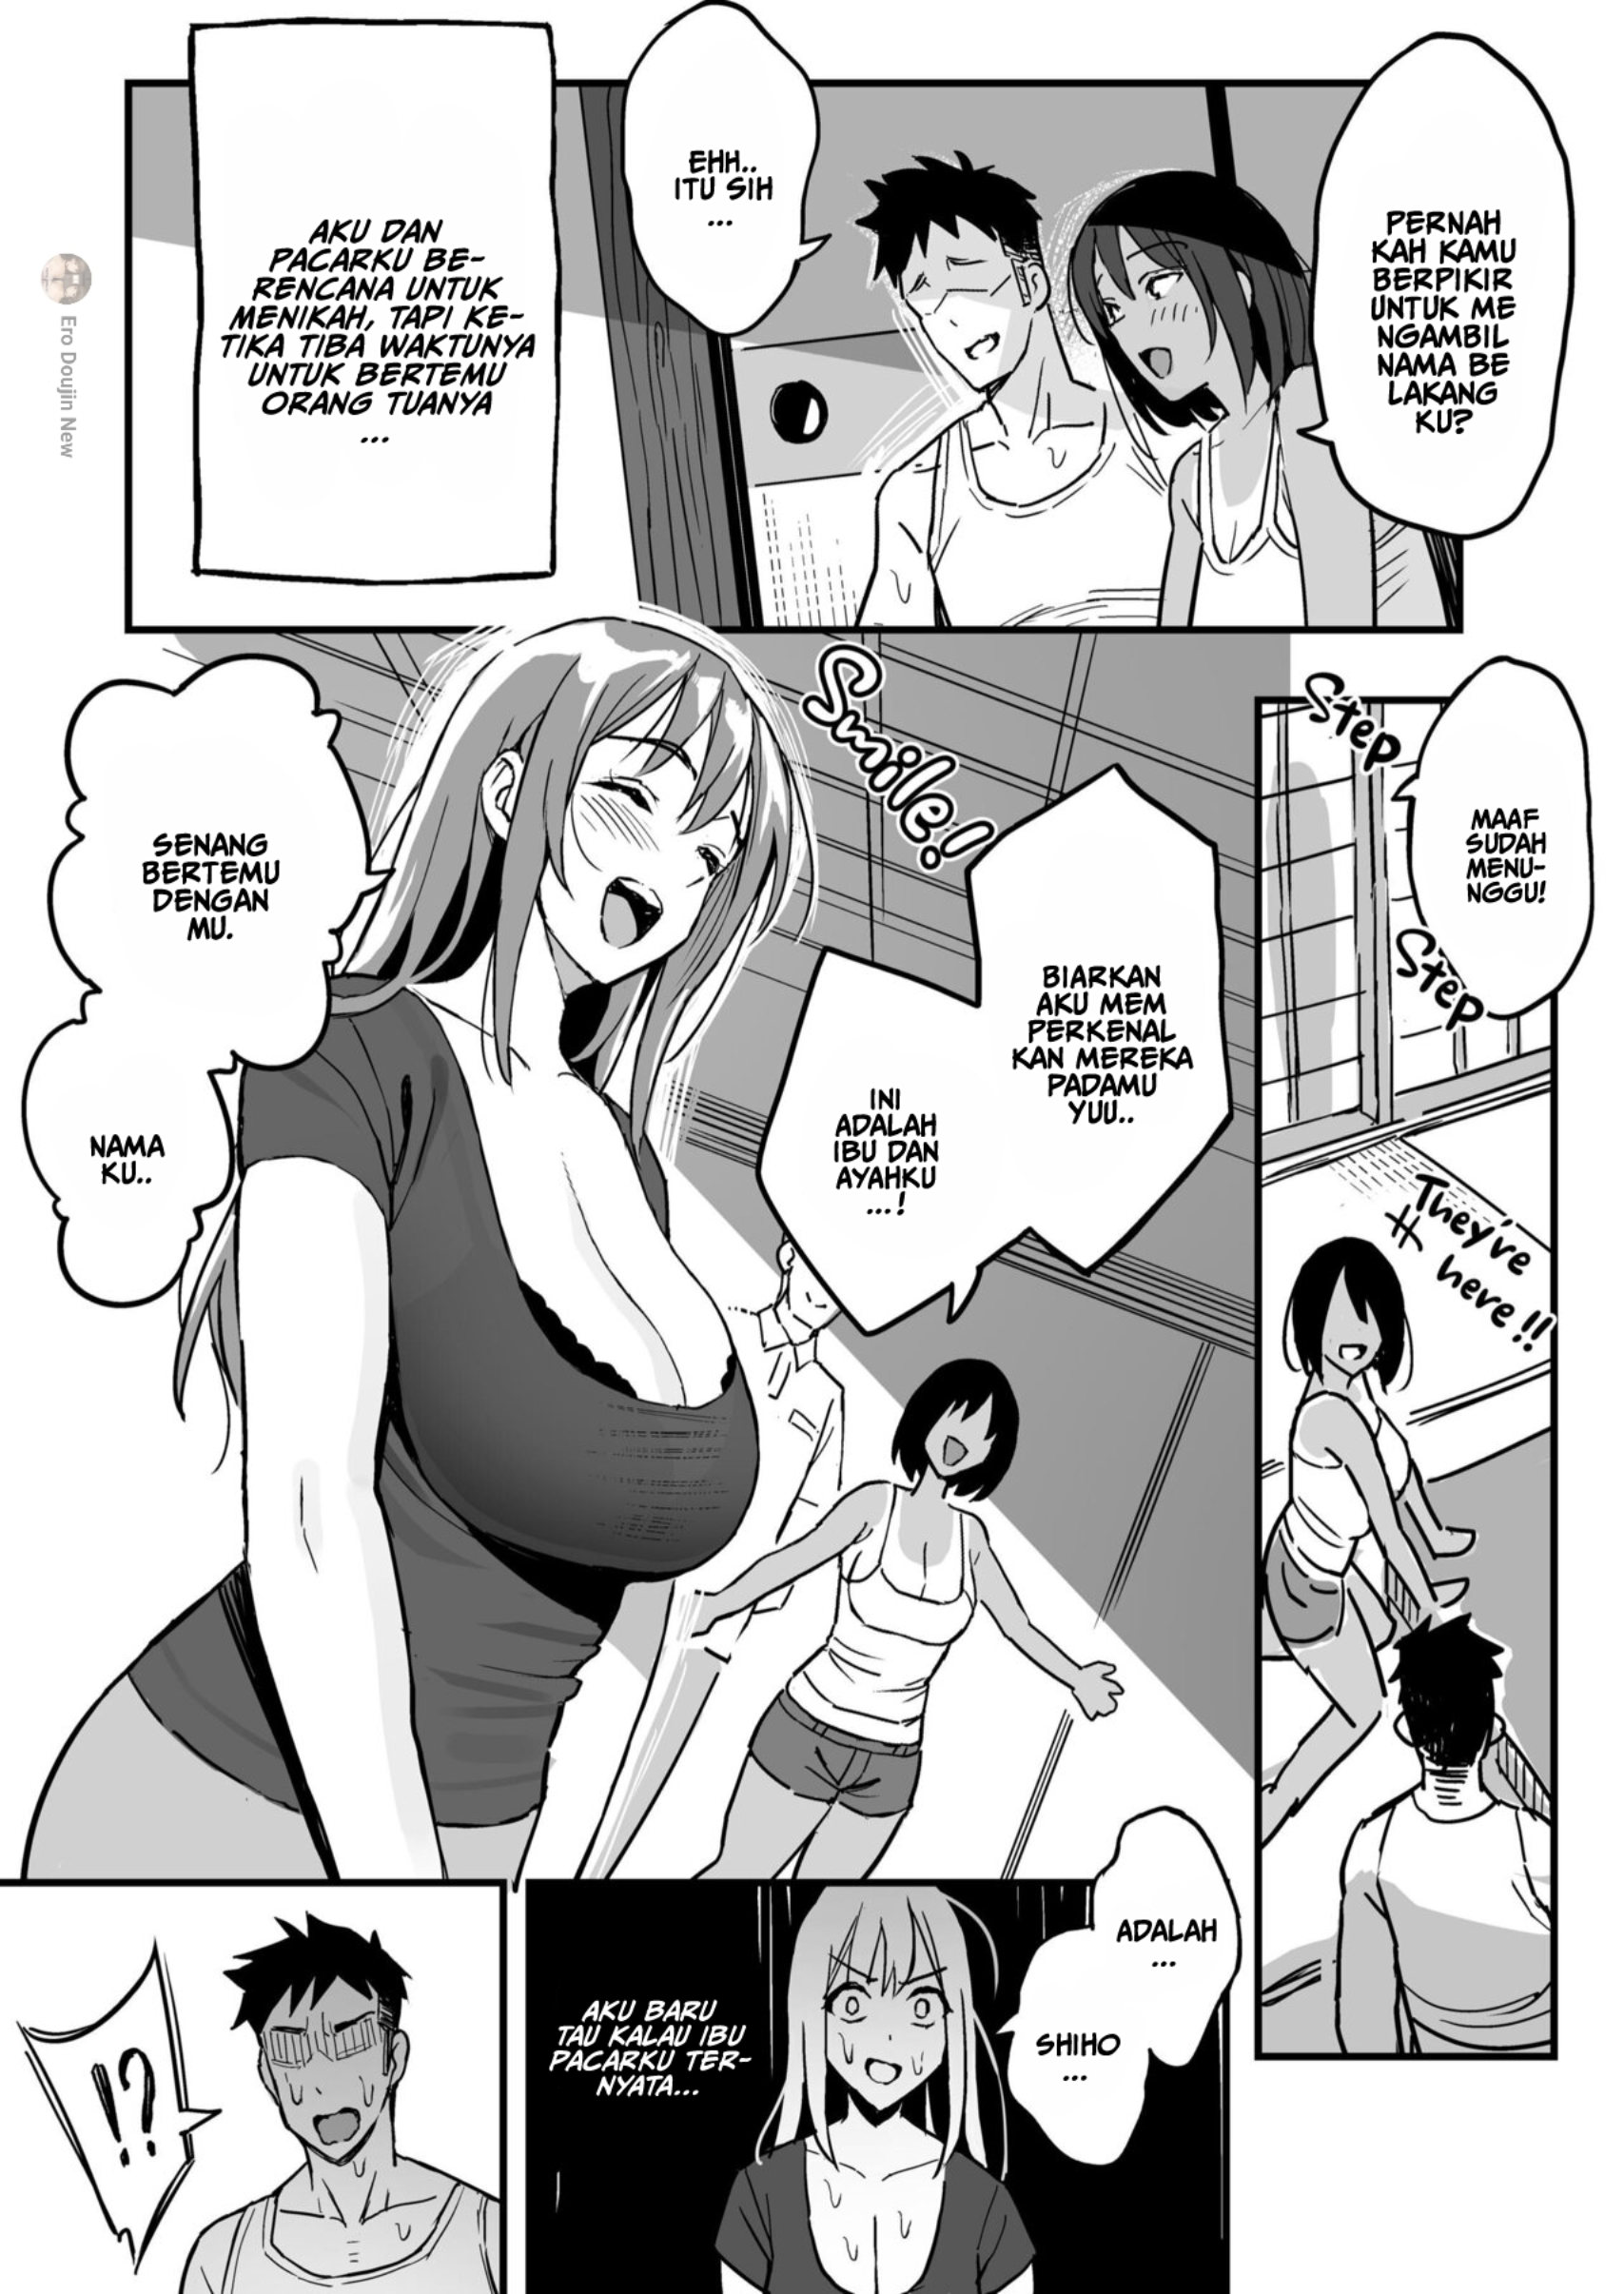 PERNAH
KAH KAMU
BERPIKIR
UNTUK ME
NGAMBIL
NAMA BE
LAKANG
KU?
EHH..
ITU SIH
...
AKU DAN
PACARKU BE-
RENCANA UNTUK
MENIKAH, TAPI KE-
TIKA TIBA WAKTUNYA
UNTUK BERTEMU
ORANG TUANYA
...
Ero Doujin New
MAAF
SUDAH
MENU-
NGGU!
Step
Step
They've
here!!
Smile!
BIARKAN
AKU MEM
PERKENAL
KAN MEREKA
PADAMU
YUU..
INI
ADALAH
IBU DAN
AYAHKU
...!
SENANG
BERTEMU
DENGAN
MU.
NAMA
KU..
ADALAH
...
SHIHO
...
AKU BARU
TAU KALAU IBU
PACARKU TER-
NYATA...
!?